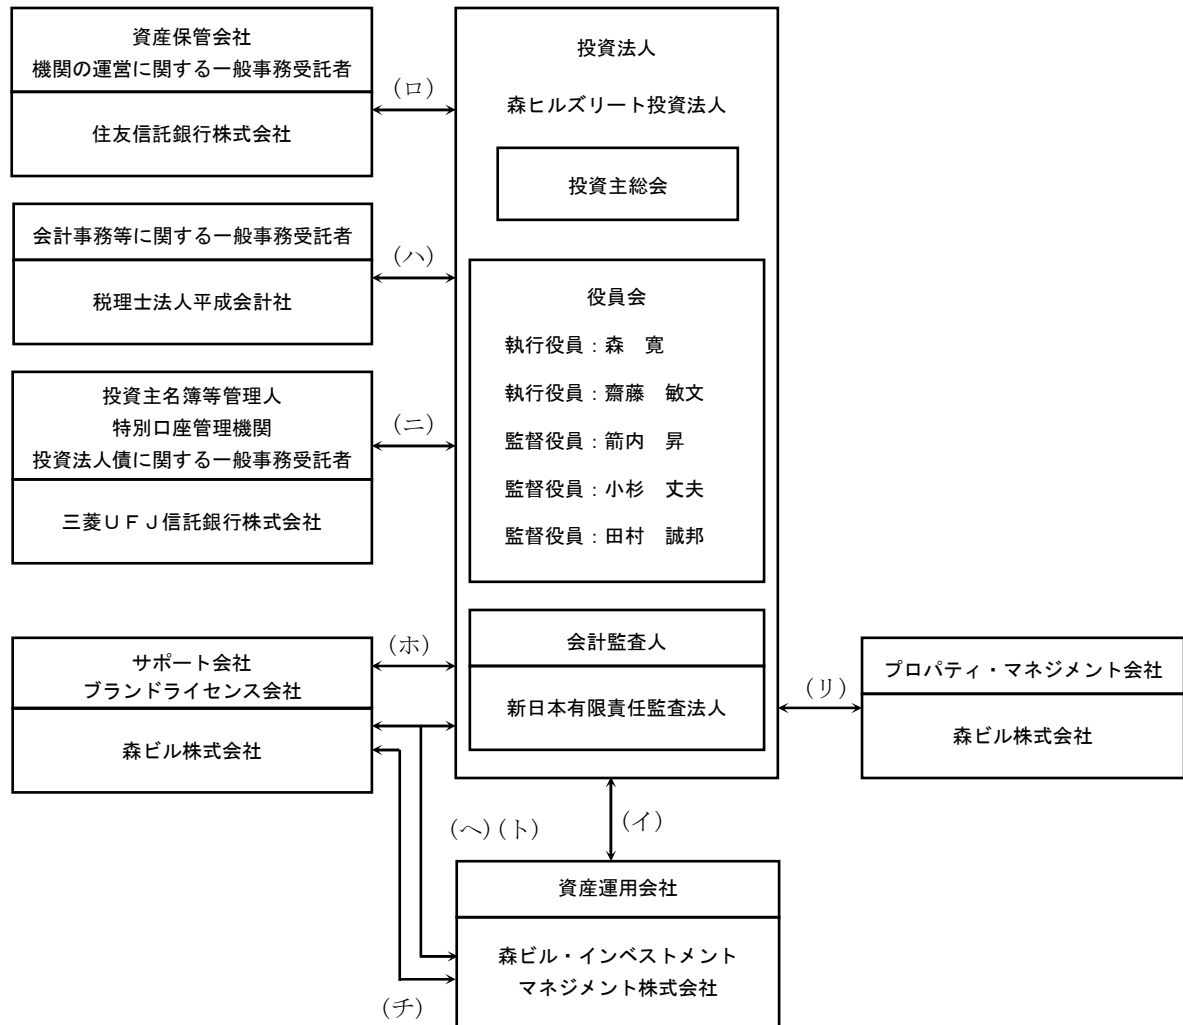 資産保管会社
機関の運営に関する一般事務受託者
住友信託銀行株式会社
(ロ)
会計事務等に関する一般事務受託者
税理士法人平成会計社
(ハ)
投資主名簿等管理人
特別口座管理機関
投資法人債に関する一般事務受託者
三菱UFJ信託銀行株式会社
(ニ)
サポート会社
ブランドライセンス会社
森ビル株式会社
(ホ)
投資法人
森ヒルズリート投資法人
投資主総会
役員会
執行役員：森　寛
執行役員：齋藤　敏文
監督役員：箭内　昇
監督役員：小杉　丈夫
監督役員：田村　誠邦
会計監査人
新日本有限責任監査法人
(リ)
プロパティ・マネジメント会社
森ビル株式会社
(ヘ)(ト)
(イ)
資産運用会社
森ビル・インベストメント
マネジメント株式会社
(チ)